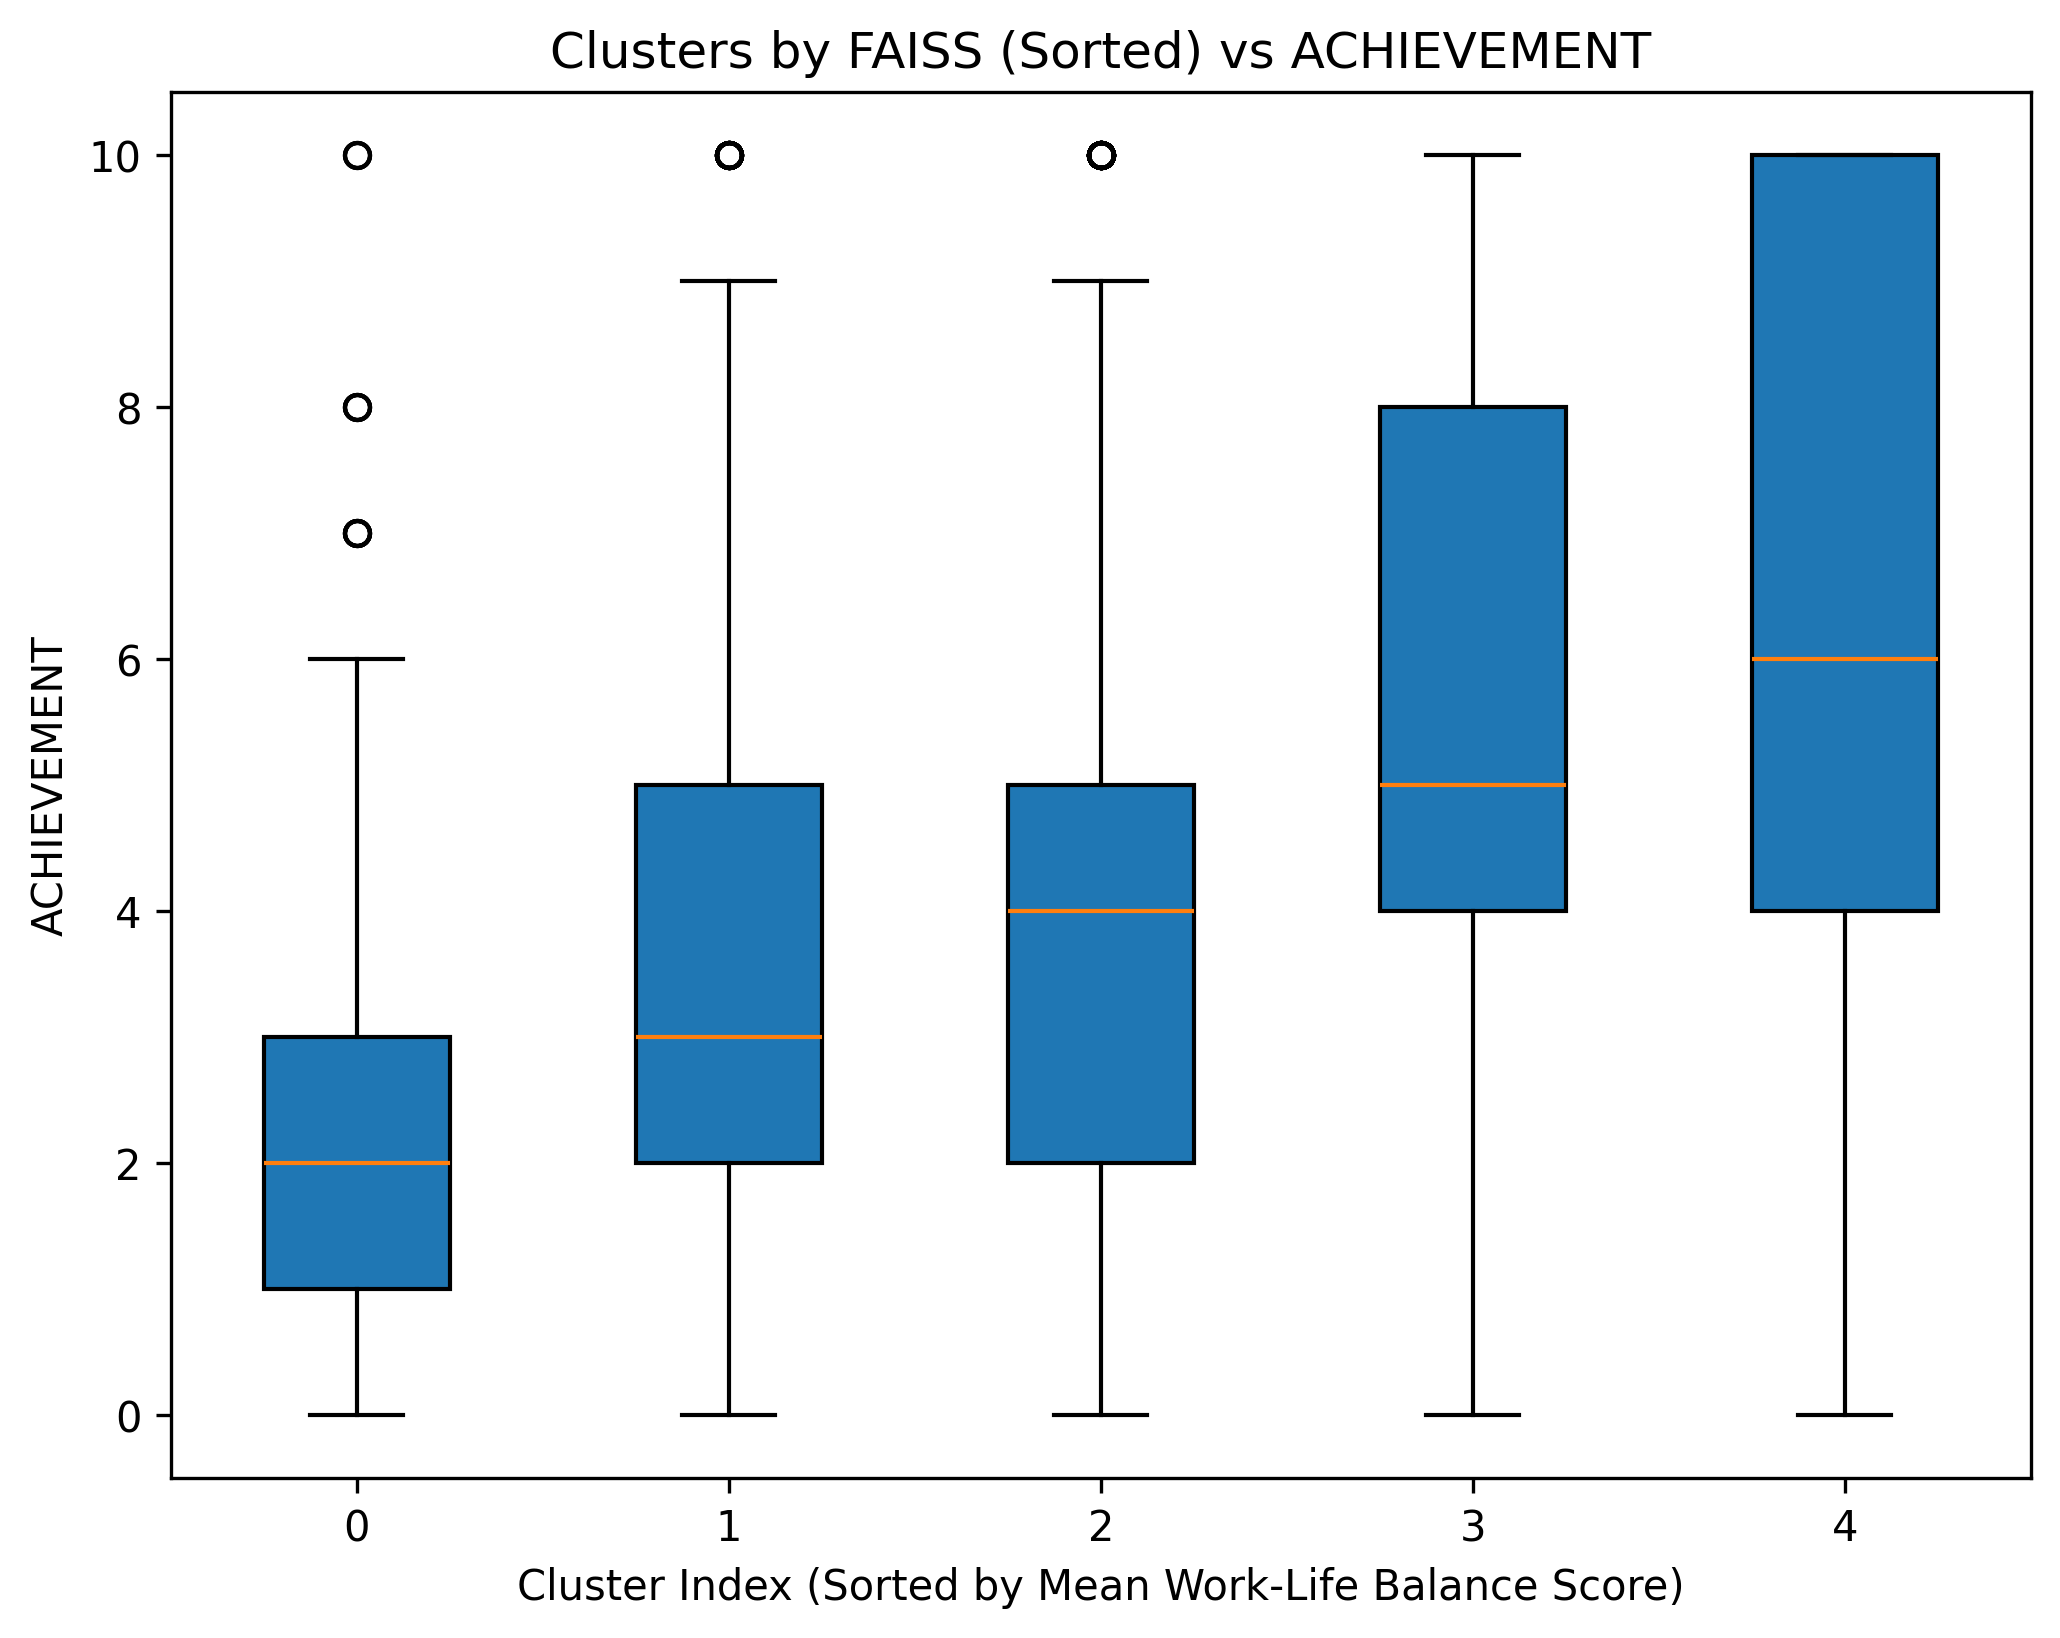 Clusters by FAISS (Sorted) vs ACHIEVEMENT
ACHIEVEMENT
10
8
6
4
2
0
0 1 2 3 4
Cluster Index (Sorted by Mean Work-Life Balance Score)